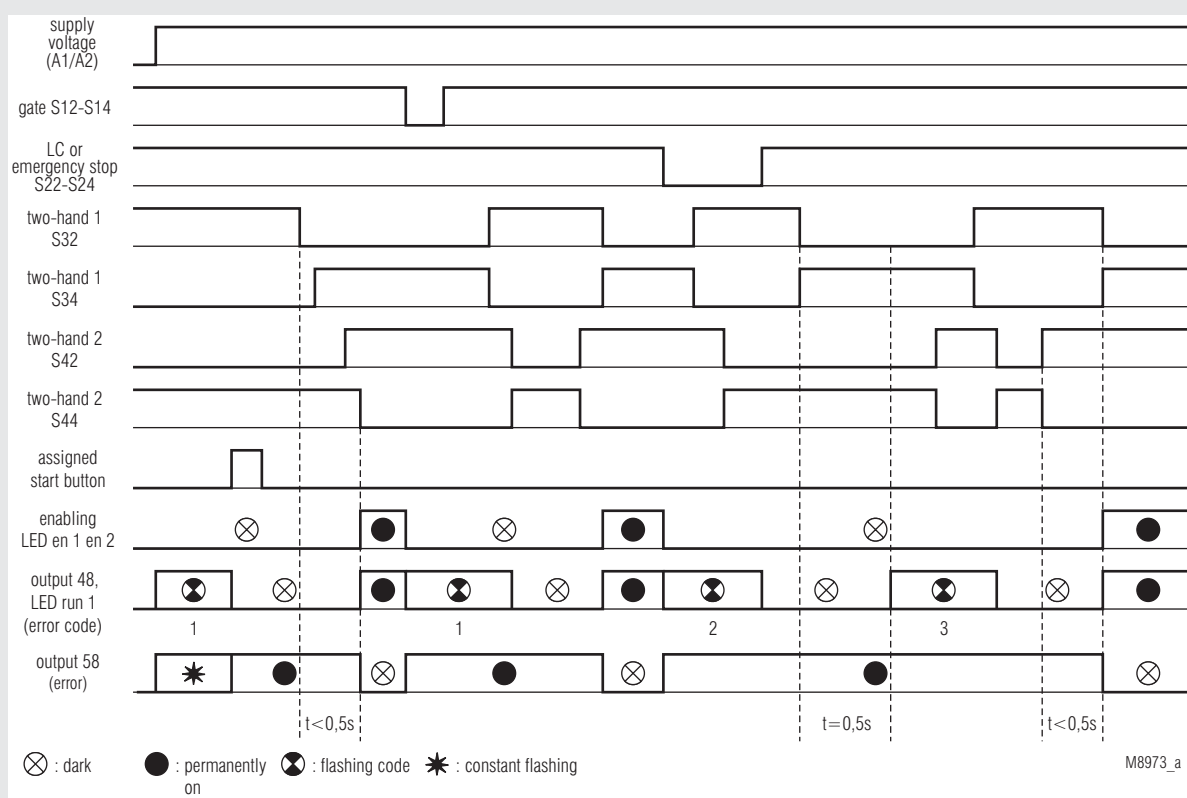 supply
voltage
(A1/A2)
gate S12-S14
LC or
emergency stop
S22-S24
two-hand 1
S32
two-hand 1
S34
two-hand 2
S42
two-hand 2
S44
assigned
start button
enabling
LED en 1 en 2
output 48,
LED run 1
(error code)
1 1 2 3
output 58
(error)
t<0,5s t=0,5s t<0,5s
: dark : permanently on : flashing code : constant flashing
M8973_a